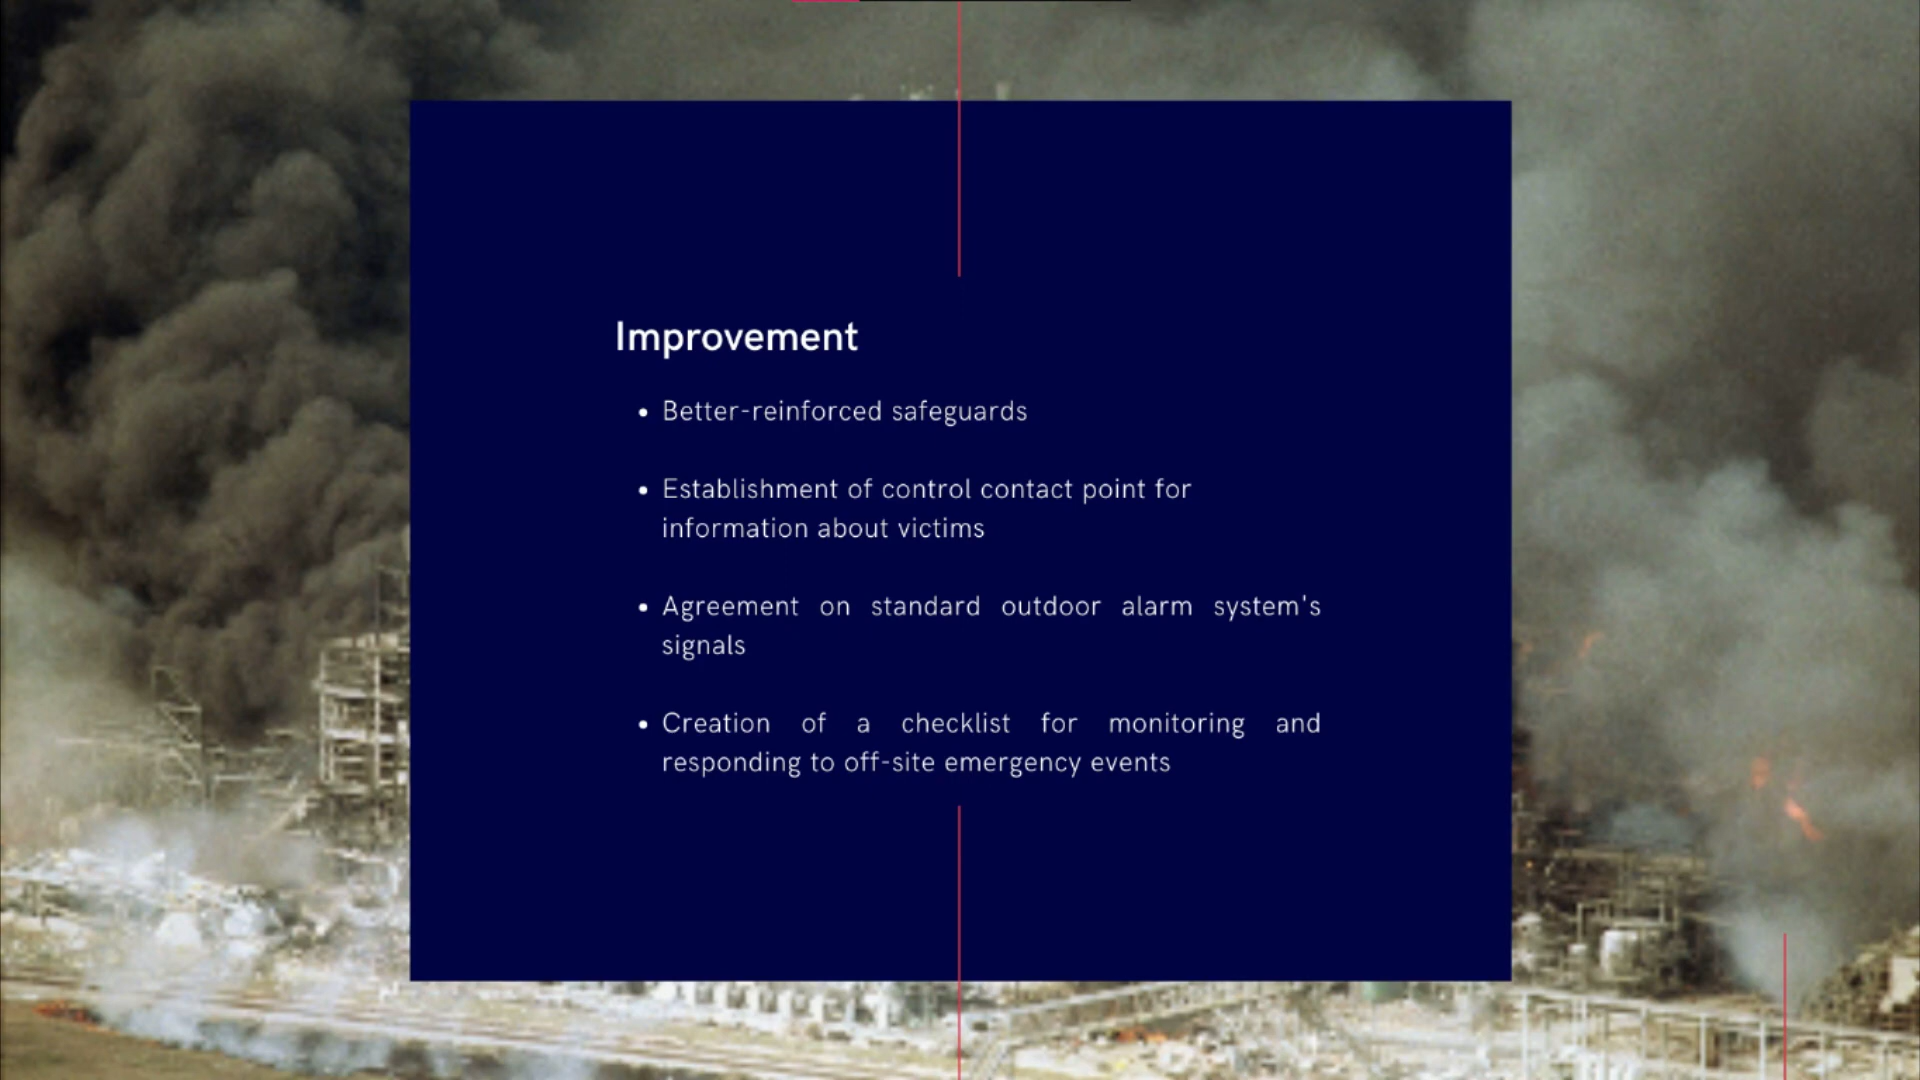 Improvement
• Better-reinforced safeguards
• Establishment of control contact point for
information about victims
• Agreement on standard outdoor alarm system's
signals
• Creation of a checklist for monitoring and
responding to off-site emergency events